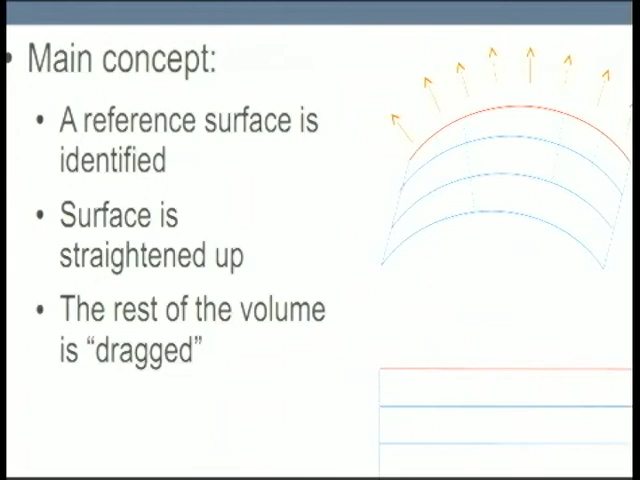 • Main concept:
• A reference surface is
identified
• Surface is
straightened up
• The rest of the volume
is “dragged”